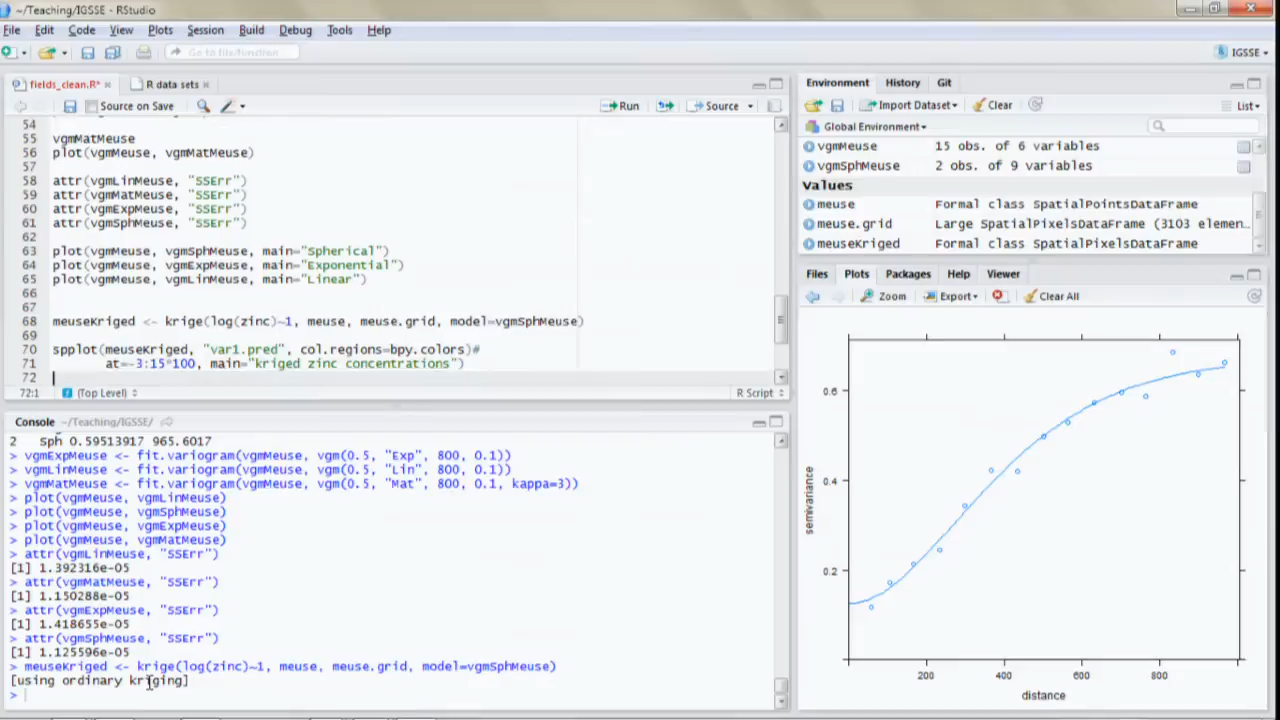 ~/Teaching/IGSSE - RStudio
File Edit Code View Plots Session Build Debug Tools Help
Go to file/function
IGSSE
fields_clean.R* × R data sets ×
Source on Save
Run
Source
54
55 vgmMatMeuse
56 plot(vgmMeuse, vgmMatMeuse)
57
58 attr(vgmLinMeuse, "SSErr")
59 attr(vgmMatMeuse, "SSErr")
60 attr(vgmExpMeuse, "SSErr")
61 attr(vgmSphMeuse, "SSErr")
62
63 plot(vgmMeuse, vgmSphMeuse, main="Spherical")
64 plot(vgmMeuse, vgmExpMeuse, main="Exponential")
65 plot(vgmMeuse, vgmLinMeuse, main="Linear")
66
67
68 meuseKriged <- krige(log(zinc)~1, meuse, meuse.grid, model=vgmSphMeuse)
69
70 spplot(meuseKriged, "var1.pred", col.regions=bpy.colors)#
71 at=-3:15*100, main="kriged zinc concentrations")
72
72:1 (Top Level) R Script
Console ~/Teaching/IGSSE/
2 Sph 0.59513917 965.6017
> vgmExpMeuse <- fit.variogram(vgmMeuse, vgm(0.5, "Exp", 800, 0.1))
> vgmLinMeuse <- fit.variogram(vgmMeuse, vgm(0.5, "Lin", 800, 0.1))
> vgmMatMeuse <- fit.variogram(vgmMeuse, vgm(0.5, "Mat", 800, 0.1, kappa=3))
> plot(vgmMeuse, vgmLinMeuse)
> plot(vgmMeuse, vgmSphMeuse)
> plot(vgmMeuse, vgmExpMeuse)
> plot(vgmMeuse, vgmMatMeuse)
> attr(vgmLinMeuse, "SSErr")
[1] 1.392316e-05
> attr(vgmMatMeuse, "SSErr")
[1] 1.150288e-05
> attr(vgmExpMeuse, "SSErr")
[1] 1.418655e-05
> attr(vgmSphMeuse, "SSErr")
[1] 1.125596e-05
> meuseKriged <- krige(log(zinc)~1, meuse, meuse.grid, model=vgmSphMeuse)
[using ordinary kriging]
>
Environment History Git
Import Dataset Clear List
Global Environment
vgmMeuse 15 obs. of 6 variables
vgmSphMeuse 2 obs. of 9 variables
Values
meuse Formal class SpatialPointsDataFrame
meuse.grid Large SpatialPixelsDataFrame (3103 elemen...
meuseKriged Formal class SpatialPixelsDataFrame
Files Plots Packages Help Viewer
Zoom Export Clear All
semivariance
0.6
0.4
0.2
200 400 600 800
distance